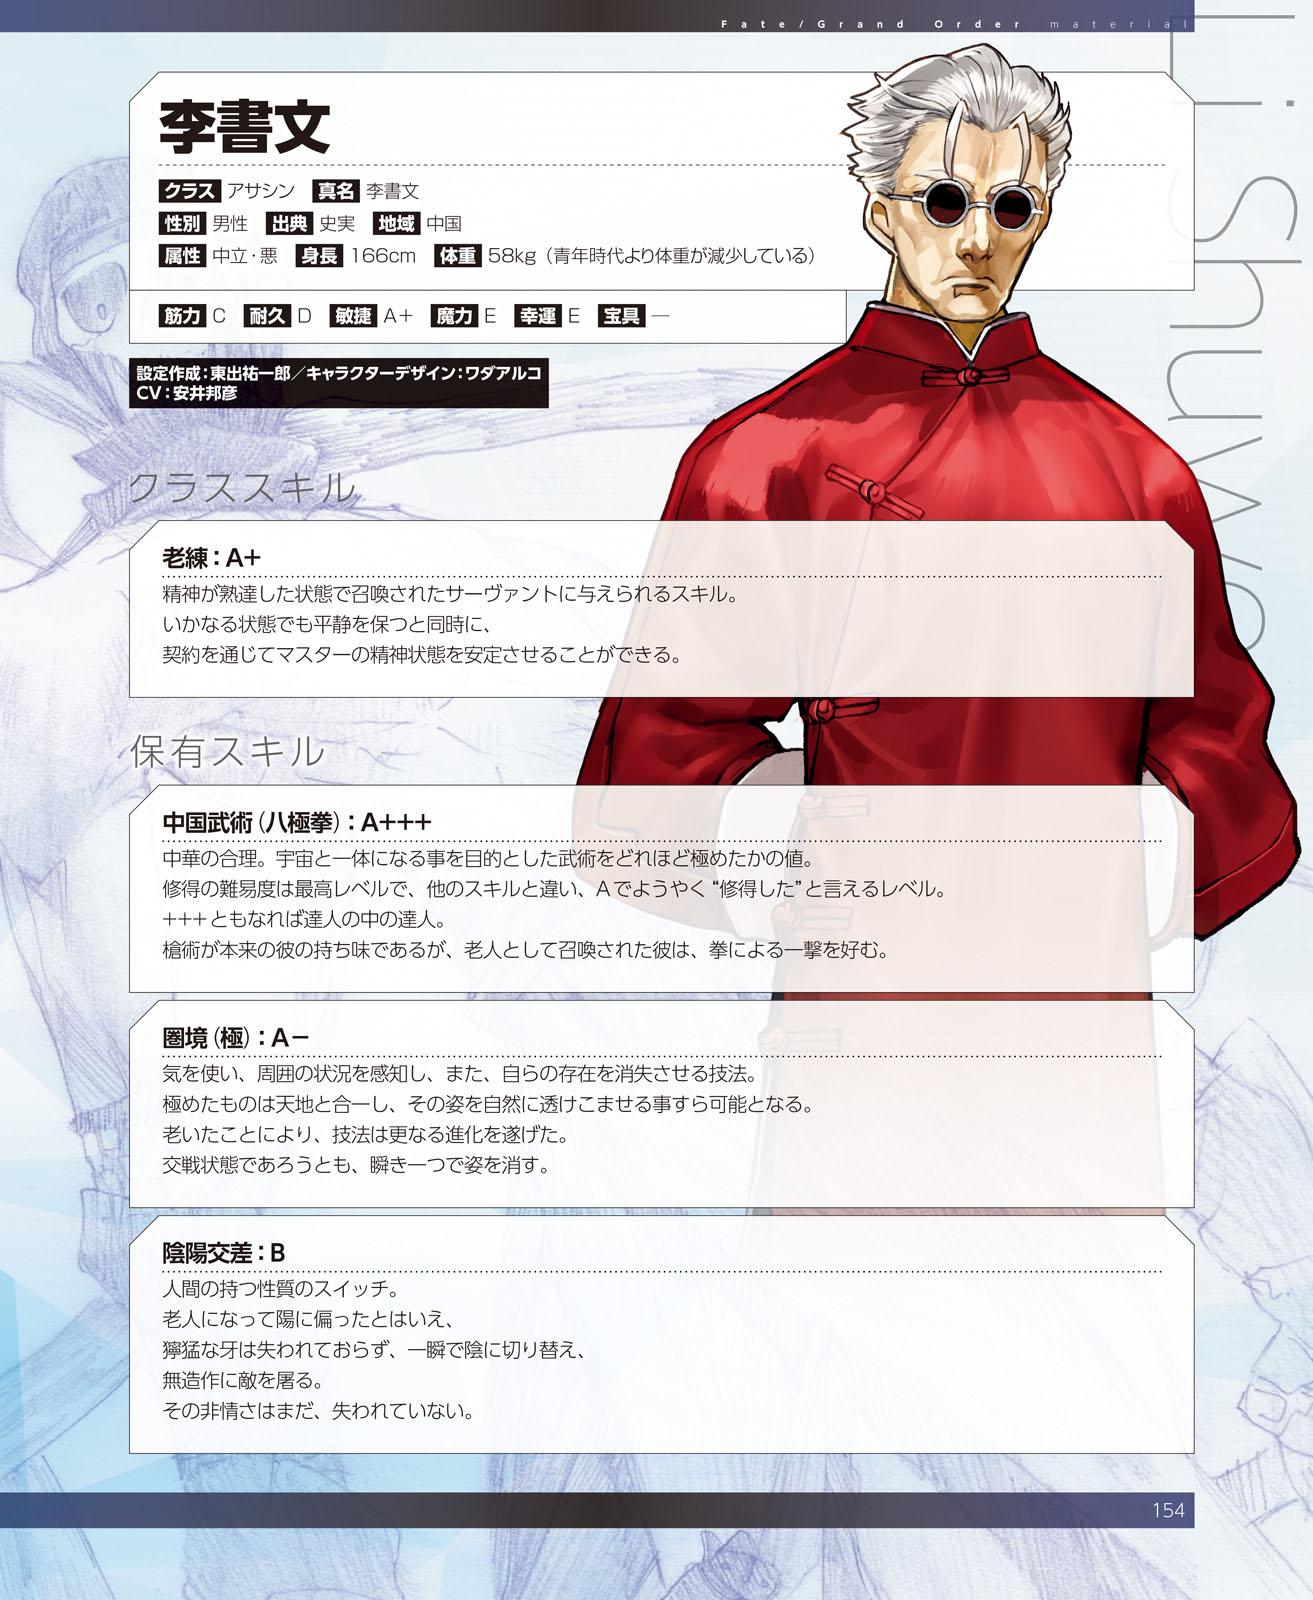 Fate/Grand Order material
Li Shuwen
李書文
クラス アサシン 真名 李書文
性別 男性 出典 史実 地域 中国
属性 中立・悪 身長 166cm 体重 58kg（青年時代より体重が減少している）
筋力 C 耐久 D 敏捷 A＋ 魔力 E 幸運 E 宝具 ―
設定作成：東出祐一郎／キャラクターデザイン：ワダアルコ
CV：安井邦彦
クラススキル
老練：A＋
精神が熟達した状態で召喚されたサーヴァントに与えられるスキル。
いかなる状態でも平静を保つと同時に、
契約を通じてマスターの精神状態を安定させることができる。
保有スキル
中国武術（八極拳）：A＋＋＋
中華の合理。宇宙と一体になる事を目的とした武術をどれほど極めたかの値。
修得の難易度は最高レベルで、他のスキルと違い、Aでようやく“修得した”と言えるレベル。
＋＋＋ともなれば達人の中の達人。
槍術が本来の彼の持ち味であるが、老人として召喚された彼は、拳による一撃を好む。
圏境（極）：A－
気を使い、周囲の状況を感知し、また、自らの存在を消失させる技法。
極めたものは天地と合一し、その姿を自然に透けこませる事すら可能となる。
老いたことにより、技法は更なる進化を遂げた。
交戦状態であろうとも、瞬き一つで姿を消す。
陰陽交差：B
人間の持つ性質のスイッチ。
老人になって陽に偏ったとはいえ、
獰猛な牙は失われておらず、一瞬で陰に切り替え、
無造作に敵を屠る。
その非情さはまだ、失われていない。
154